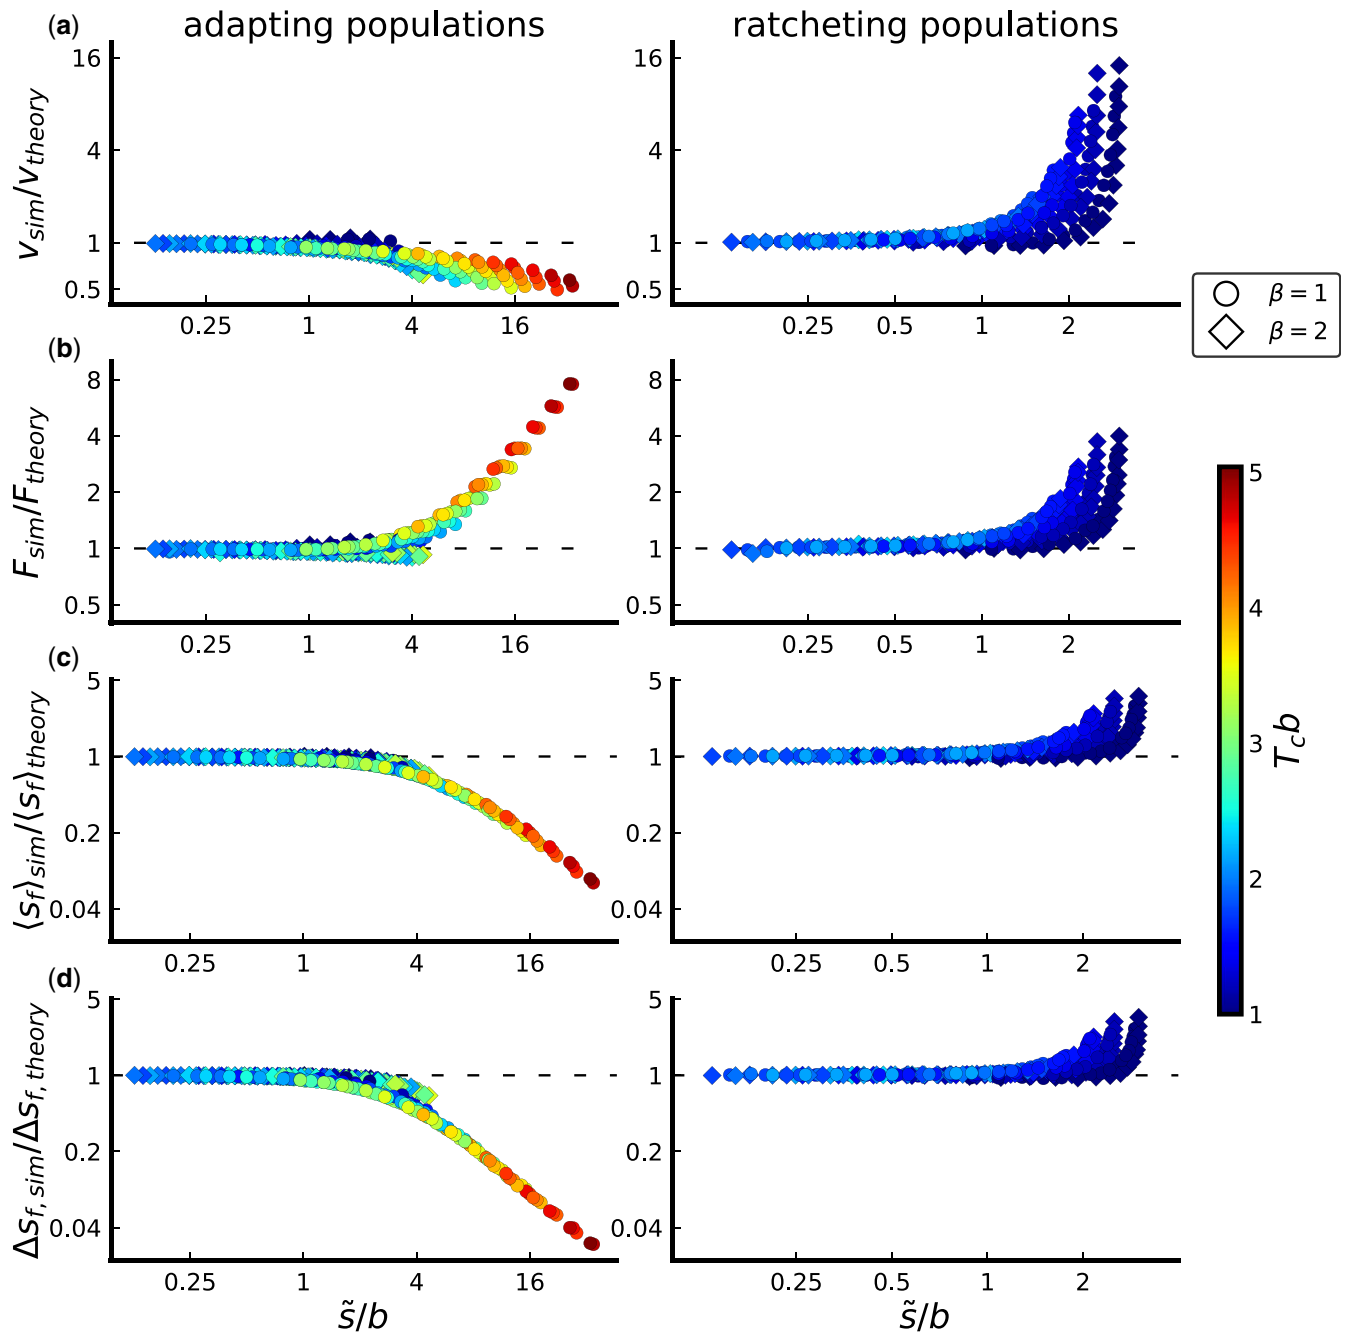 (a) adapting populations ratcheting populations
v_sim/v_theory
16
4
1
0.5
0.25 1 4 16
16
4
1
0.5
0.25 0.5 1 2
β = 1
β = 2
(b)
F_sim/F_theory
8
4
2
1
0.5
0.25 1 4 16
8
4
2
1
0.5
0.25 0.5 1 2
(c)
⟨s_f⟩_sim/⟨s_f⟩_theory
5
1
0.2
0.04
0.25 1 4 16
5
1
0.2
0.04
0.25 0.5 1 2
(d)
Δs_f, sim/Δs_f, theory
5
1
0.2
0.04
0.25 1 4 16
s̃/b
5
1
0.2
0.04
0.25 0.5 1 2
s̃/b
5
4
3
2
1
T_cb